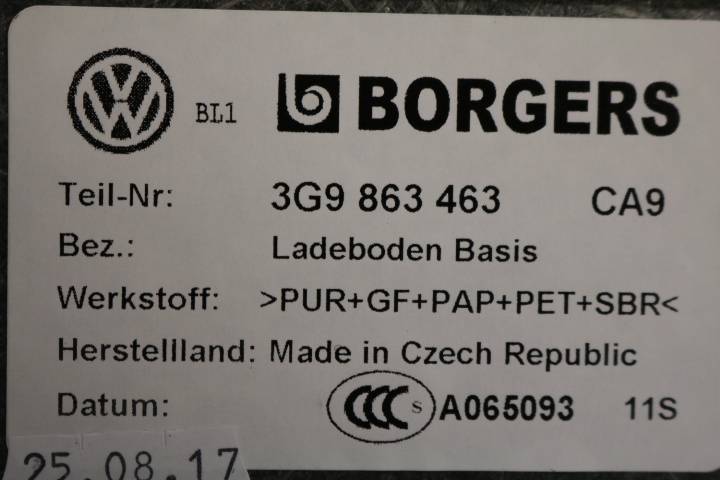 BL1 BORGERS
Teil-Nr: 3G9 863 463 CA9
Bez.: Ladeboden Basis
Werkstoff: >PUR+GF+PAP+PET+SBR<
Herstellland: Made in Czech Republic
Datum: CCC S A065093 11S
25.08.17